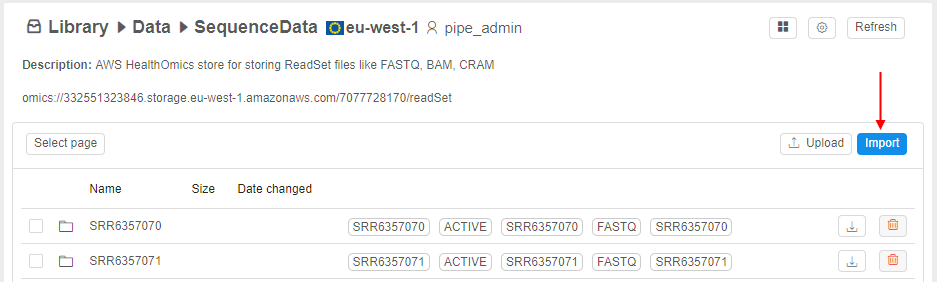 Library Data SequenceData eu-west-1 pipe_admin Refresh
Description: AWS HealthOmics store for storing ReadSet files like FASTQ, BAM, CRAM
omics://332551323846.storage.eu-west-1.amazonaws.com/7077728170/readSet
Select page Upload Import
Name Size Date changed
SRR6357070 SRR6357070 ACTIVE SRR6357070 FASTQ SRR6357070
SRR6357071 SRR6357071 ACTIVE SRR6357071 FASTQ SRR6357071